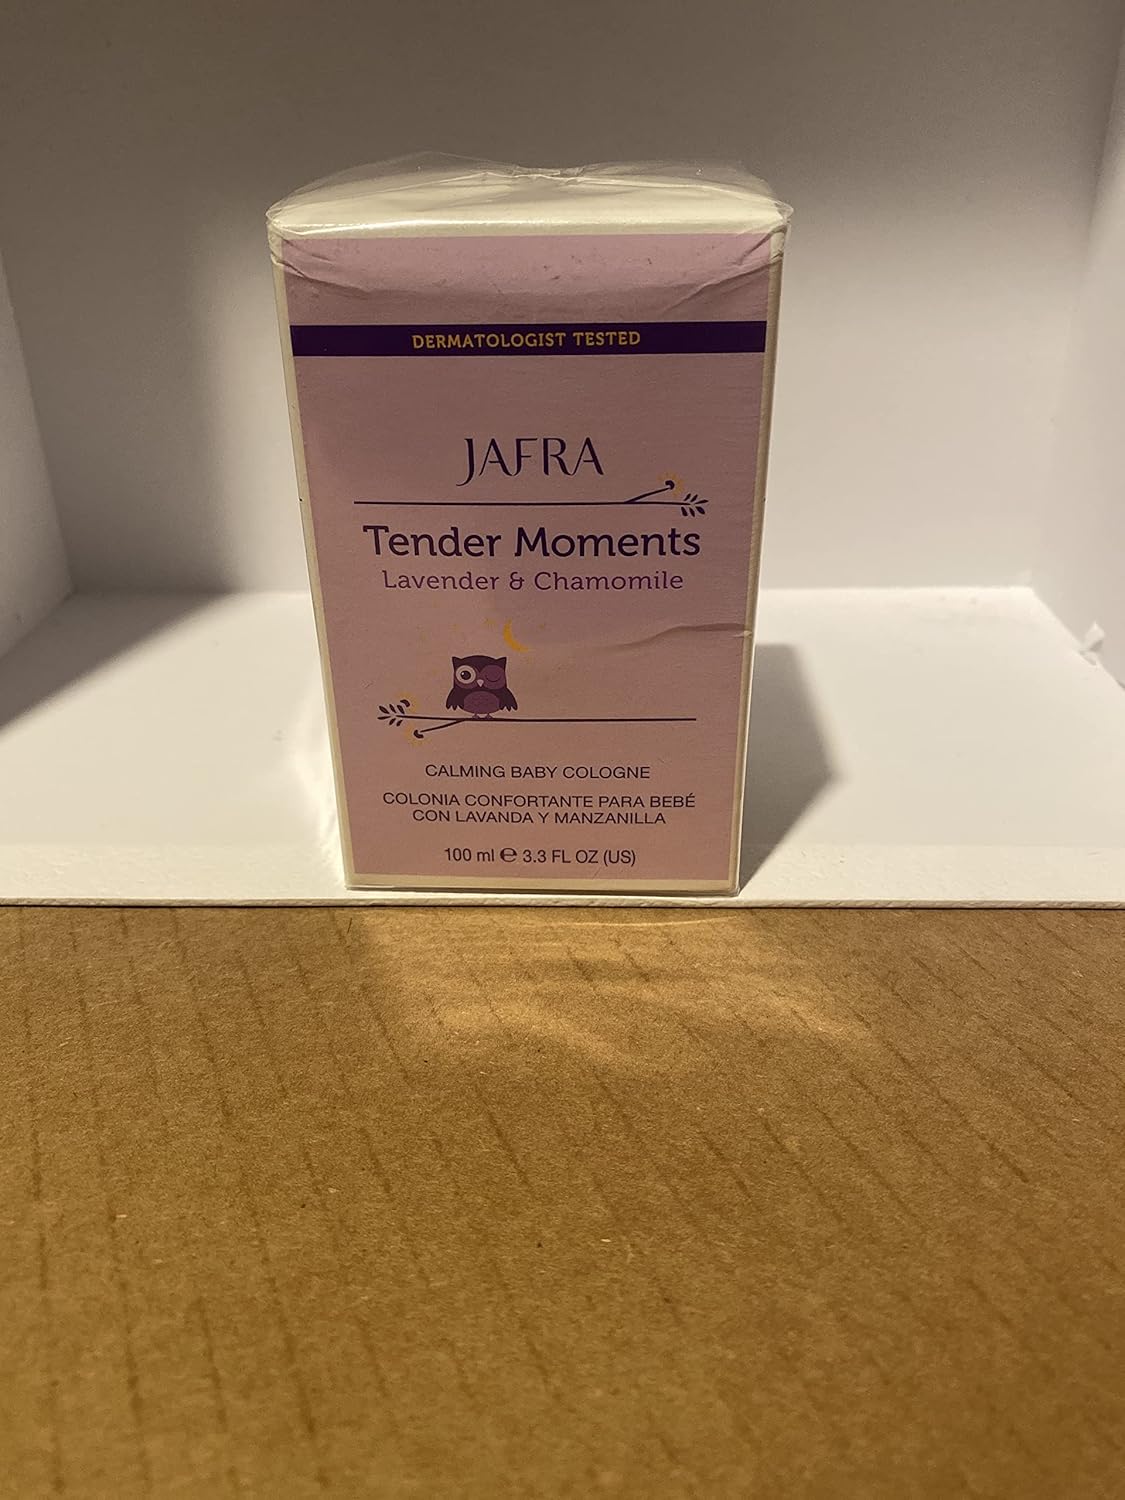 DERMATOLOGIST TESTED
JAFRA
Tender Moments
Lavender & Chamomile
CALMING BABY COLOGNE
COLONIA CONFORTANTE PARA BEBÉ
CON LAVANDA Y MANZANILLA
100 ml ℮ 3.3 FL OZ (US)